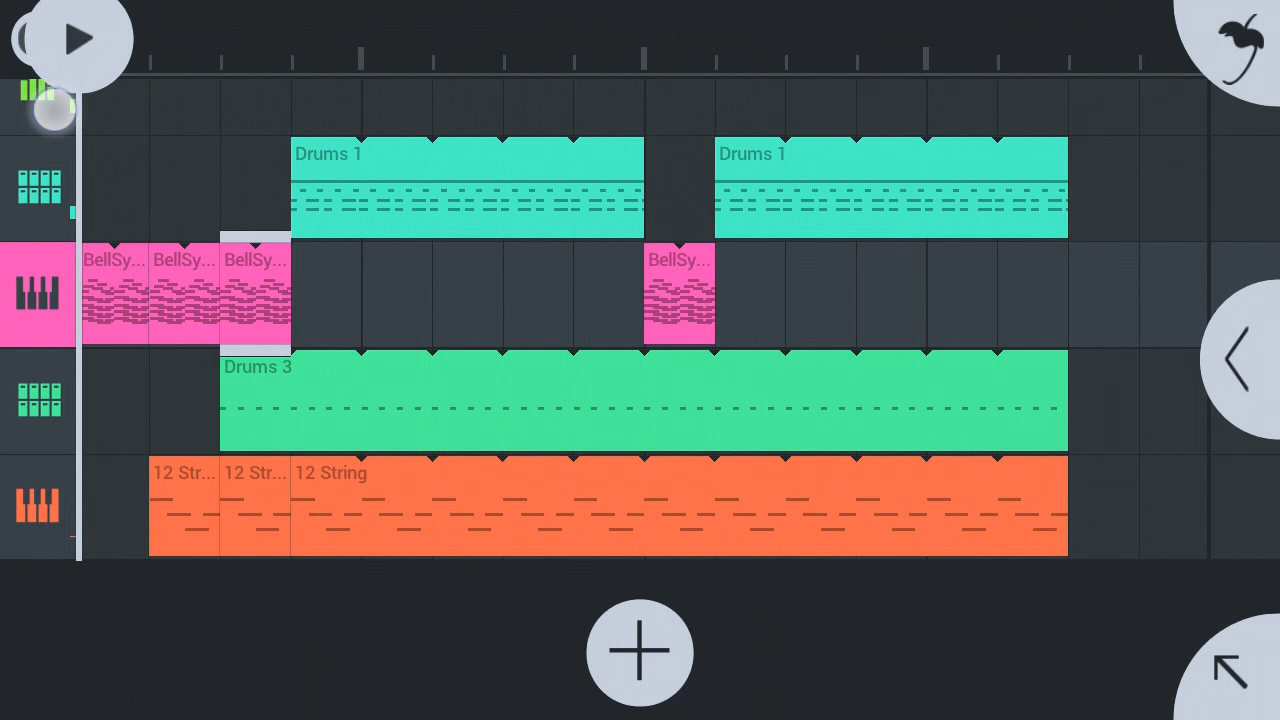 Drums 1 Drums 1
BellSy... BellSy... BellSy... BellSy...
Drums 3
12 Str... 12 Str... 12 String